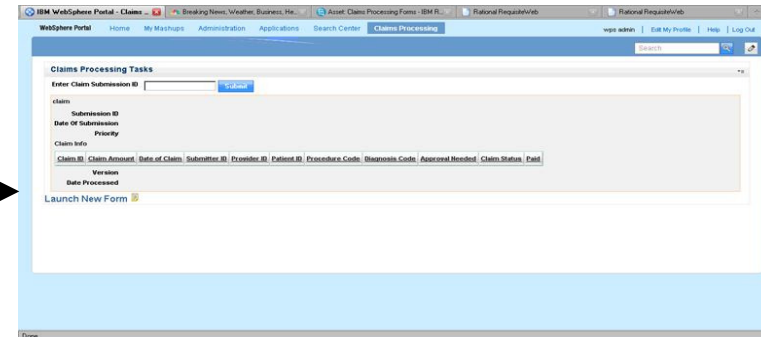 IBM WebSphere Portal - Claims ... Breaking News, Weather, Business, He... Asset: Claims Processing Forms - IBM R... Rational RequisiteWeb Rational RequisiteWeb
WebSphere Portal Home My Mashups Administration Applications Search Center Claims Processing wps admin | Edit My Profile | Help | Log Out
Search
Claims Processing Tasks
Enter Claim Submission ID Submit
claim
Submission ID
Date Of Submission
Priority
Claim Info
Claim ID Claim Amount Date of Claim Submitter ID Provider ID Patient ID Procedure Code Diagnosis Code Approval Needed Claim Status Paid
Version
Date Processed
Launch New Form
Done